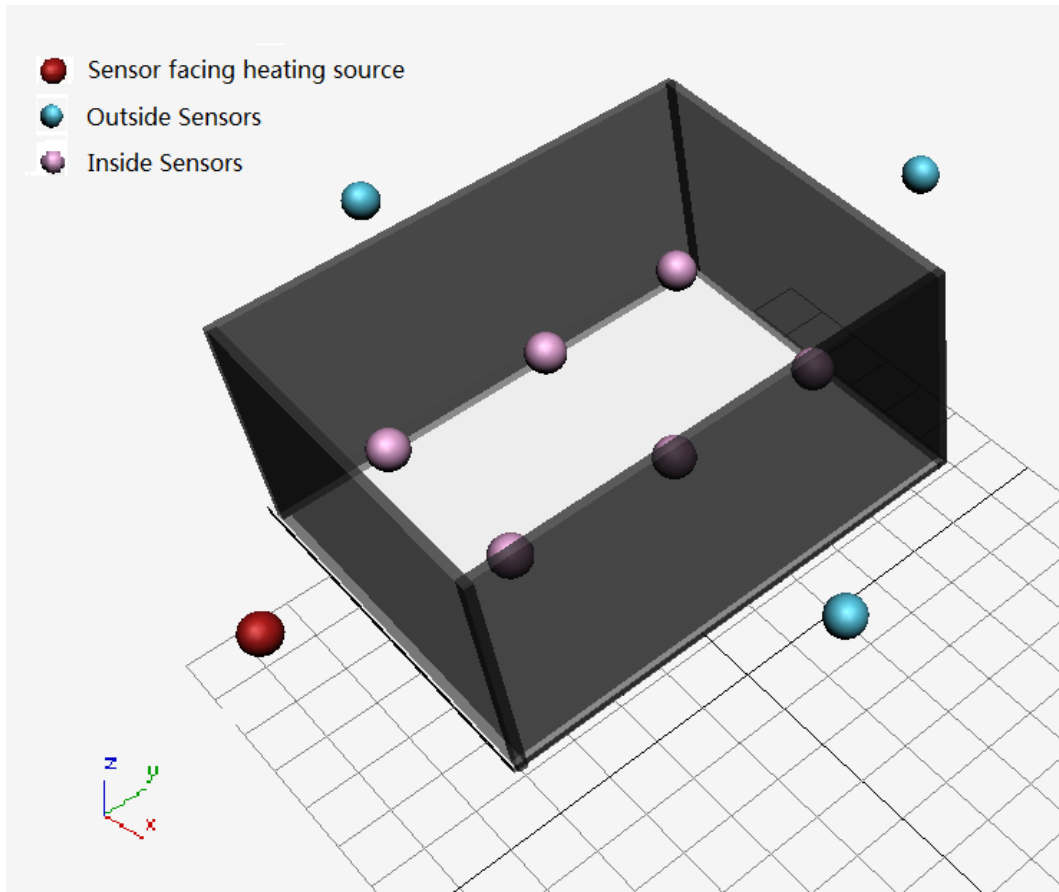 Sensor facing heating source
Outside Sensors
Inside Sensors
z
y
x